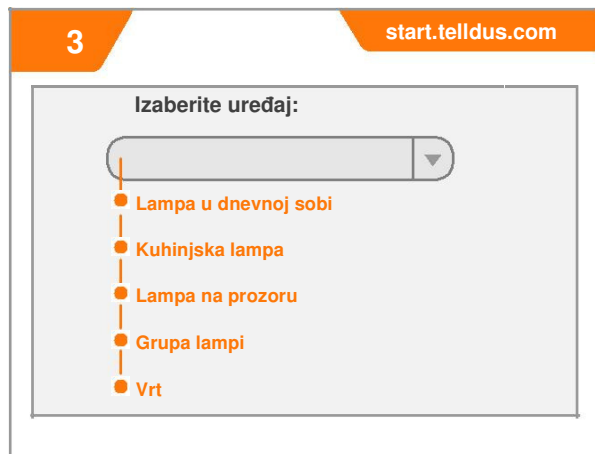 3
start.telldus.com
Izaberite uređaj:
Lampa u dnevnoj sobi
Kuhinjska lampa
Lampa na prozoru
Grupa lampi
Vrt